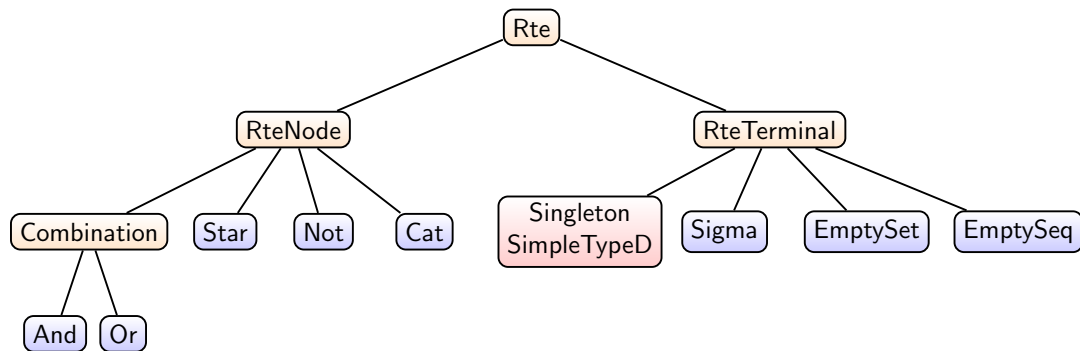 Rte
RteNode
RteTerminal
Combination
Star
Not
Cat
Singleton
SimpleTypeD
Sigma
EmptySet
EmptySeq
And
Or